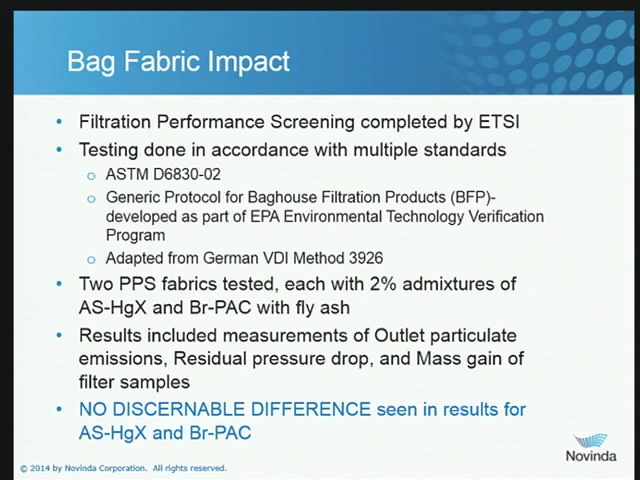 Bag Fabric Impact
• Filtration Performance Screening completed by ETSI
• Testing done in accordance with multiple standards
o ASTM D6830-02
o Generic Protocol for Baghouse Filtration Products (BFP)-
developed as part of EPA Environmental Technology Verification
Program
o Adapted from German VDI Method 3926
• Two PPS fabrics tested, each with 2% admixtures of
AS-HgX and Br-PAC with fly ash
• Results included measurements of Outlet particulate
emissions, Residual pressure drop, and Mass gain of
filter samples
• NO DISCERNABLE DIFFERENCE seen in results for
AS-HgX and Br-PAC
Novinda
© 2014 by Novinda Corporation. All rights reserved.